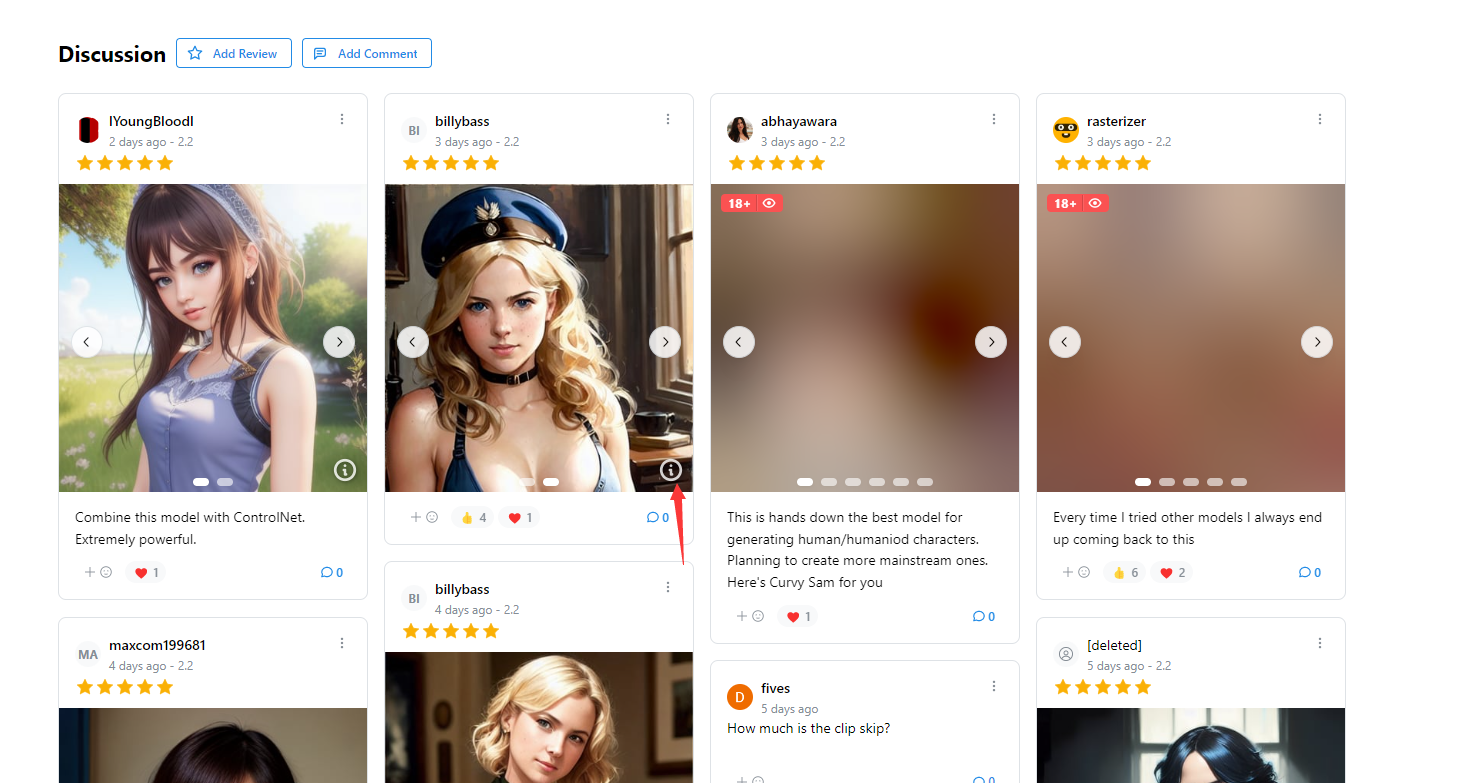 Discussion
Add Review
Add Comment
IYoungBloodI
2 days ago - 2.2
Combine this model with ControlNet.
Extremely powerful.
1
0
MA
maxcom199681
4 days ago - 2.2
BI
billybass
3 days ago - 2.2
4
1
0
BI
billybass
4 days ago - 2.2
abhayawara
3 days ago - 2.2
18+
This is hands down the best model for
generating human/humaniod characters.
Planning to create more mainstream ones.
Here's Curvy Sam for you
1
0
D
fives
5 days ago
How much is the clip skip?
0
rasterizer
3 days ago - 2.2
18+
Every time I tried other models I always end
up coming back to this
6
2
0
[deleted]
5 days ago - 2.2